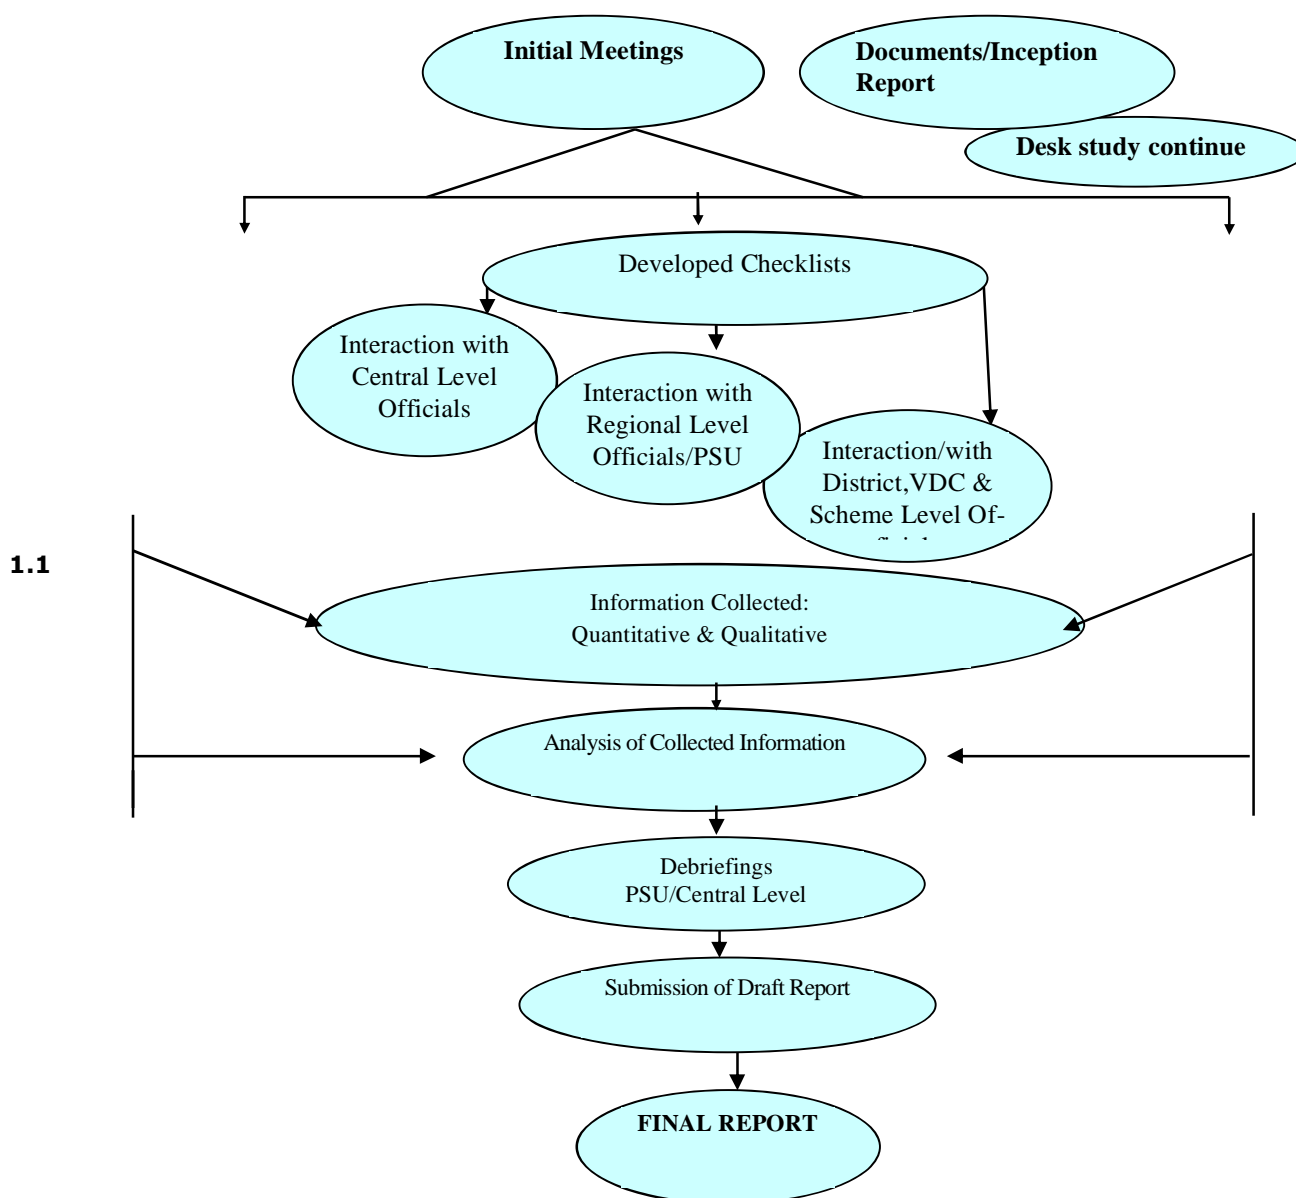 Initial Meetings
Documents/Inception
Report
Desk study continue
Developed Checklists
Interaction with
Central Level
Officials
Interaction with
Regional Level
Officials/PSU
Interaction/with
District,VDC &
Scheme Level Of-
1.1
Information Collected:
Quantitative & Qualitative
Analysis of Collected Information
Debriefings
PSU/Central Level
Submission of Draft Report
FINAL REPORT